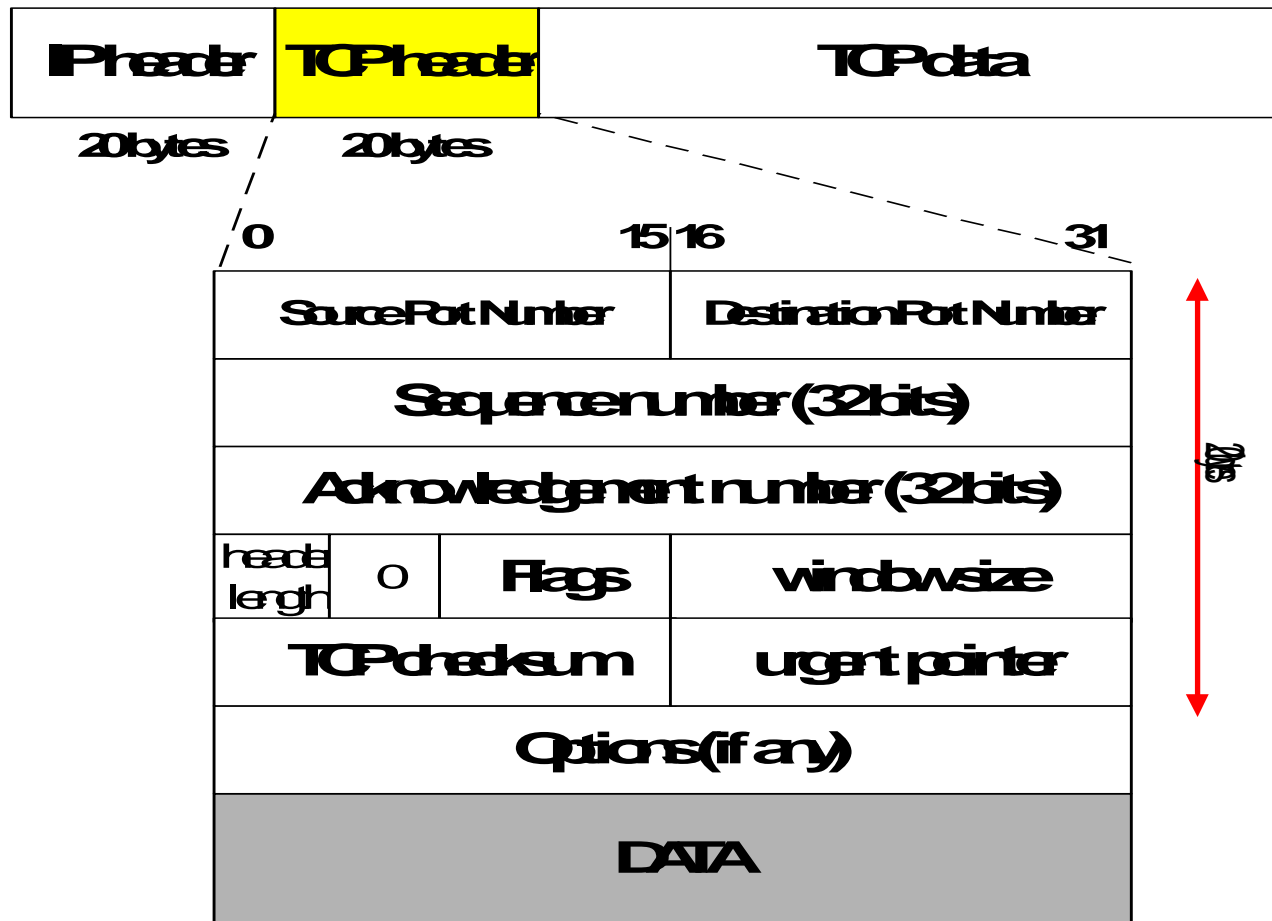 IP header TCP header TCP data
20 bytes 20 bytes
0 15 16 31
Source Port Number Destination Port Number
Sequence number (32 bits)
Acknowledgement number (32 bits)
20 bytes
header
length
0 Flags window size
TCP checksum urgent pointer
Options (if any)
DATA